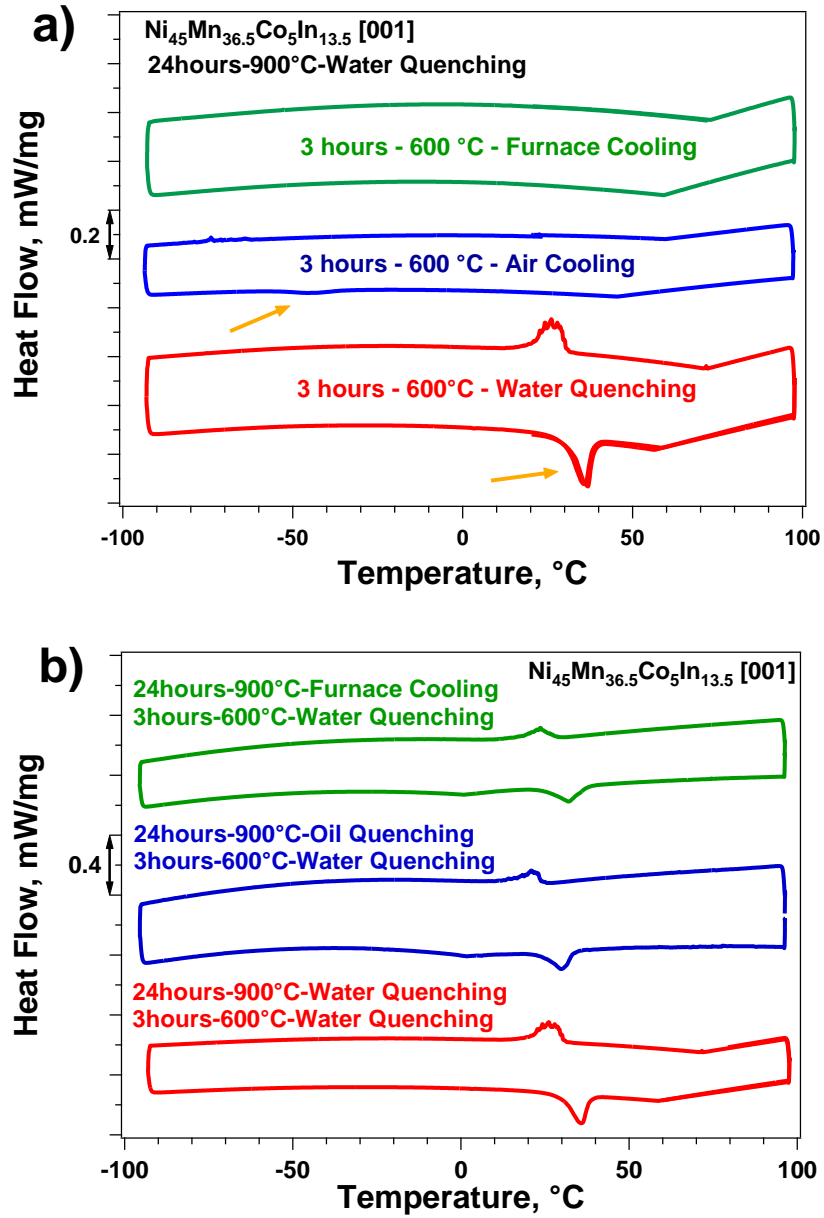 a)
Ni₄₅Mn₃₆.₅Co₅In₁₃.₅ [001]
24hours-900°C-Water Quenching
3 hours - 600 °C - Furnace Cooling
0.2
3 hours - 600 °C - Air Cooling
3 hours - 600°C - Water Quenching
Heat Flow, mW/mg
-100
-50
0
50
100
Temperature, °C
b)
Ni₄₅Mn₃₆.₅Co₅In₁₃.₅ [001]
24hours-900°C-Furnace Cooling
3hours-600°C-Water Quenching
24hours-900°C-Oil Quenching
3hours-600°C-Water Quenching
0.4
24hours-900°C-Water Quenching
3hours-600°C-Water Quenching
Heat Flow, mW/mg
-100
-50
0
50
100
Temperature, °C